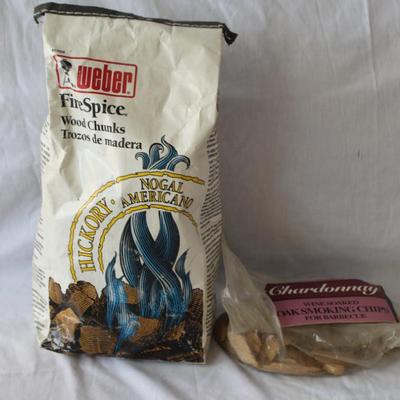 weber
FireSpice
Wood Chunks
Trozos de madera
HICKORY • NOGAL
AMERICANO
Chardonnay
WINE SOAKED
OAK SMOKING CHIPS
FOR BARBECUE